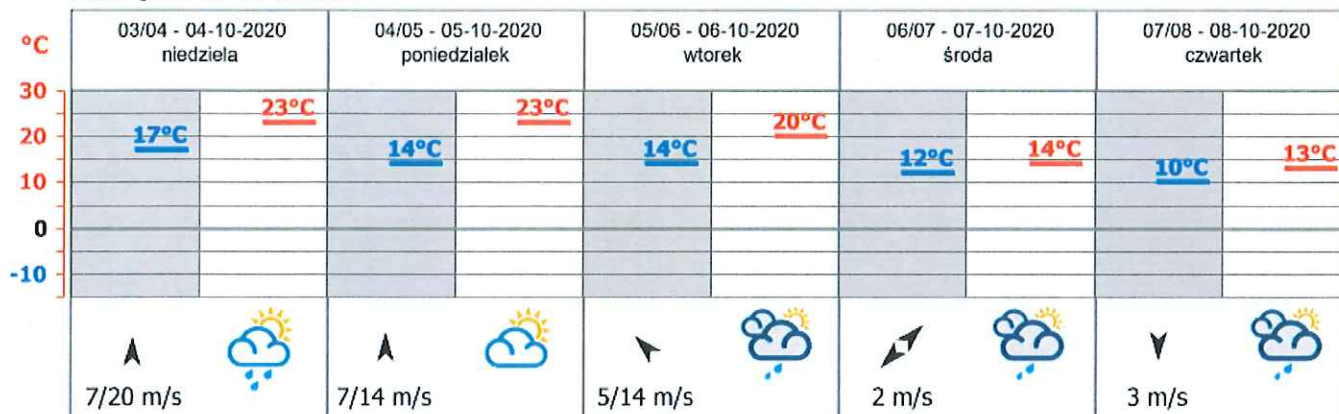 03/04 - 04-10-2020
niedziela
04/05 - 05-10-2020
poniedziałek
05/06 - 06-10-2020
wtorek
06/07 - 07-10-2020
środa
07/08 - 08-10-2020
czwartek
°C
30
20
10
0
-10
17°C
23°C
14°C
23°C
14°C
20°C
12°C
14°C
10°C
13°C
7/20 m/s
7/14 m/s
5/14 m/s
2 m/s
3 m/s